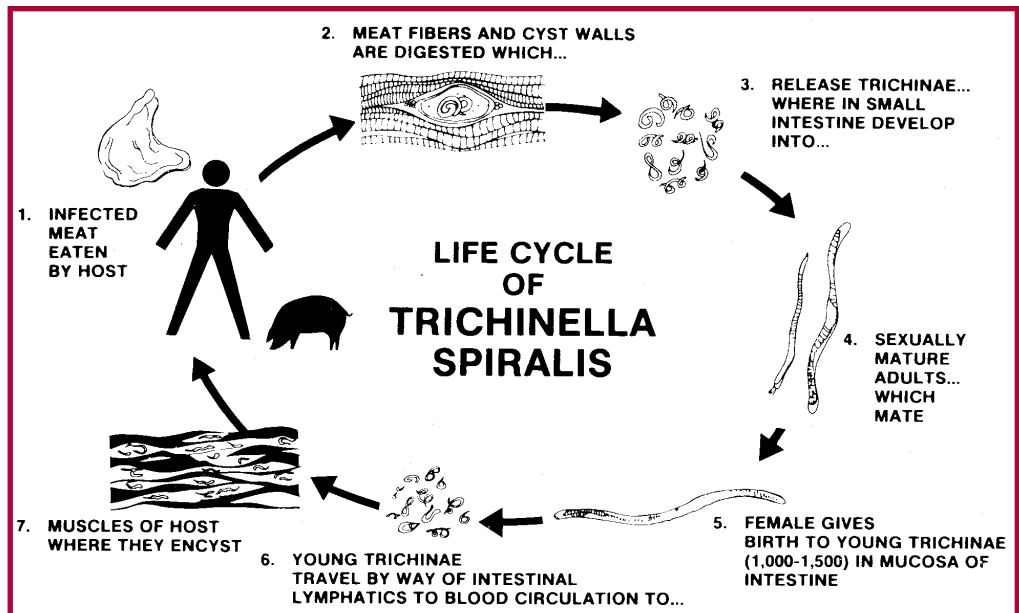 LIFE CYCLE
OF
TRICHINELLA
SPIRALIS
1. INFECTED
MEAT
EATEN
BY HOST
2. MEAT FIBERS AND CYST WALLS
ARE DIGESTED WHICH...
3. RELEASE TRICHINAE...
WHERE IN SMALL
INTESTINE DEVELOP
INTO...
4. SEXUALLY
MATURE
ADULTS...
WHICH
MATE
5. FEMALE GIVES
BIRTH TO YOUNG TRICHINAE
(1,000-1,500) IN MUCOSA OF
INTESTINE
6. YOUNG TRICHINAE
TRAVEL BY WAY OF INTESTINAL
LYMPHATICS TO BLOOD CIRCULATION TO...
7. MUSCLES OF HOST
WHERE THEY ENCYST